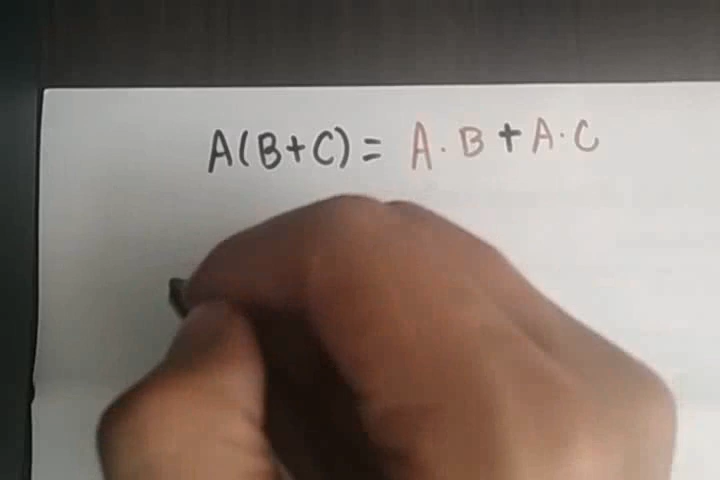 A(B+C) = A·B + A·C